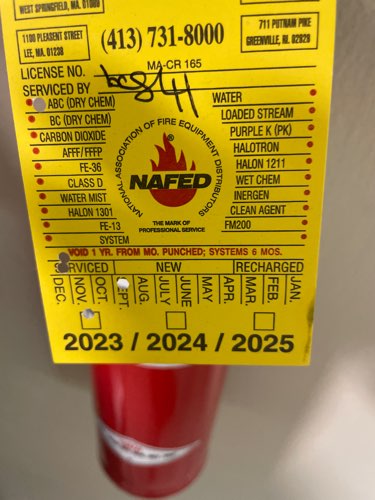 WEST SPRINGFIELD, MA. 01089
1100 PLEASENT STREET
LEE, MA. 01238
(413) 731-8000
711 PUTNAM PIKE
GREENVILLE, RI. 02828
MA-CR 165
LICENSE NO.
SERVICED BY
ABC (DRY CHEM)
BC (DRY CHEM)
CARBON DIOXIDE
AFFF/FFFP
FE-36
CLASS D
WATER MIST
HALON 1301
FE-13
SYSTEM
NATIONAL ASSOCIATION OF FIRE EQUIPMENT DISTRIBUTORS
NAFED
THE MARK OF
PROFESSIONAL SERVICE
WATER
LOADED STREAM
PURPLE K (PK)
HALOTRON
HALON 1211
WET CHEM
INERGEN
CLEAN AGENT
FM200
VOID 1 YR. FROM MO. PUNCHED; SYSTEMS 6 MOS.
SERVICED NEW RECHARGED
DEC. NOV. OCT. SEPT. AUG. JULY JUNE MAY APR. MAR. FEB. JAN.
2023 / 2024 / 2025